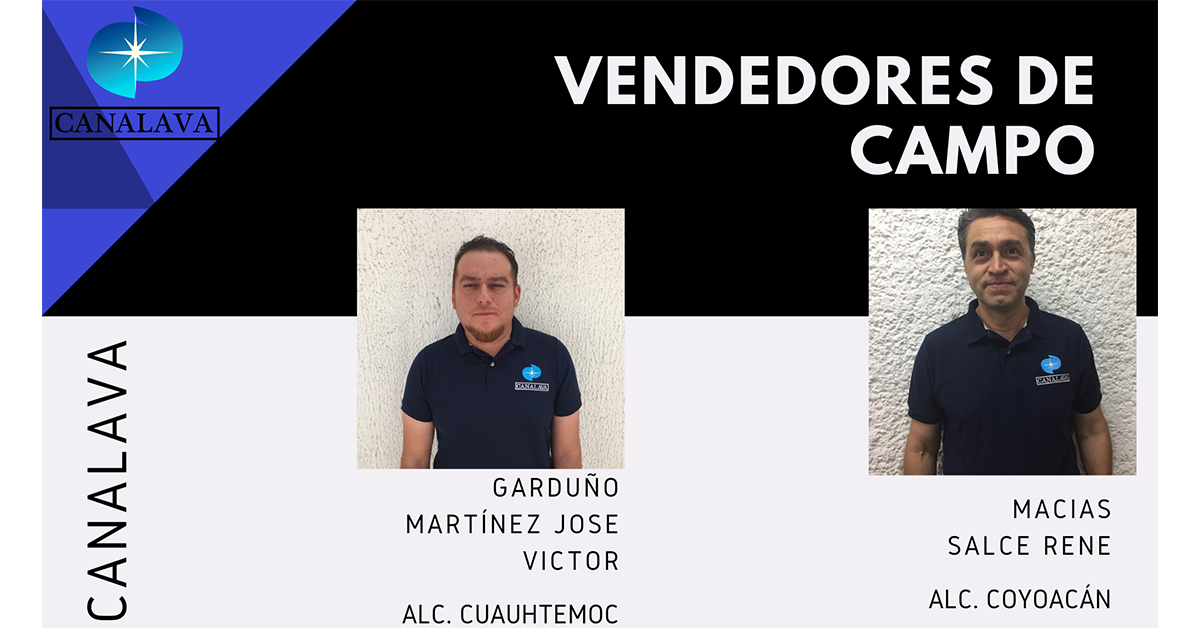 CANALAVA
VENDEDORES DE
CAMPO
CANALAVA
CANALAVA
CANALAVA
GARDUÑO
MARTÍNEZ JOSE
VICTOR
ALC. CUAUHTEMOC
MACIAS
SALCE RENE
ALC. COYOACÁN